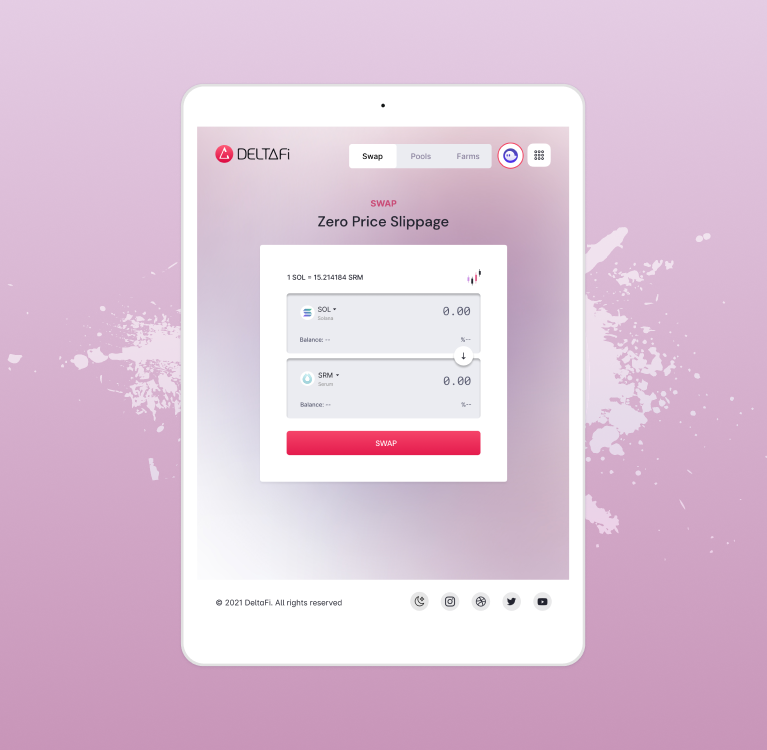 DELTAFi
Swap Pools Farms
SWAP
Zero Price Slippage
1 SOL = 15.214184 SRM
SOL 0.00
Solana
Balance: -- %--
SRM 0.00
Serum
Balance: -- %--
SWAP
© 2021 DeltaFi. All rights reserved